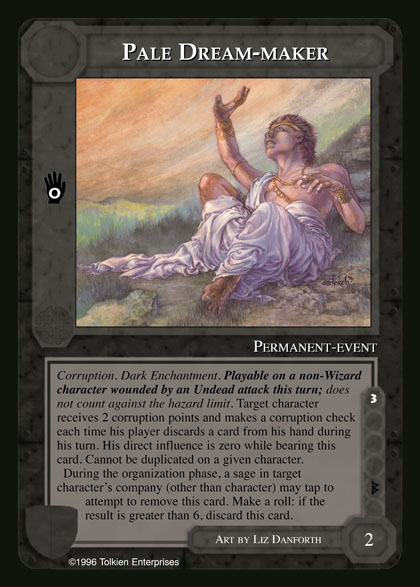 PALE DREAM-MAKER
PERMANENT-EVENT
Corruption. Dark Enchantment. Playable on a non-Wizard
character wounded by an Undead attack this turn; does
not count against the hazard limit. Target character
receives 2 corruption points and makes a corruption check
each time his player discards a card from his hand during
his turn. His direct influence is zero while bearing this
card. Cannot be duplicated on a given character.
During the organization phase, a sage in target
character's company (other than character) may tap to
attempt to remove this card. Make a roll: if the
result is greater than 6, discard this card.
3
ART BY LIZ DANFORTH
2
©1996 Tolkien Enterprises